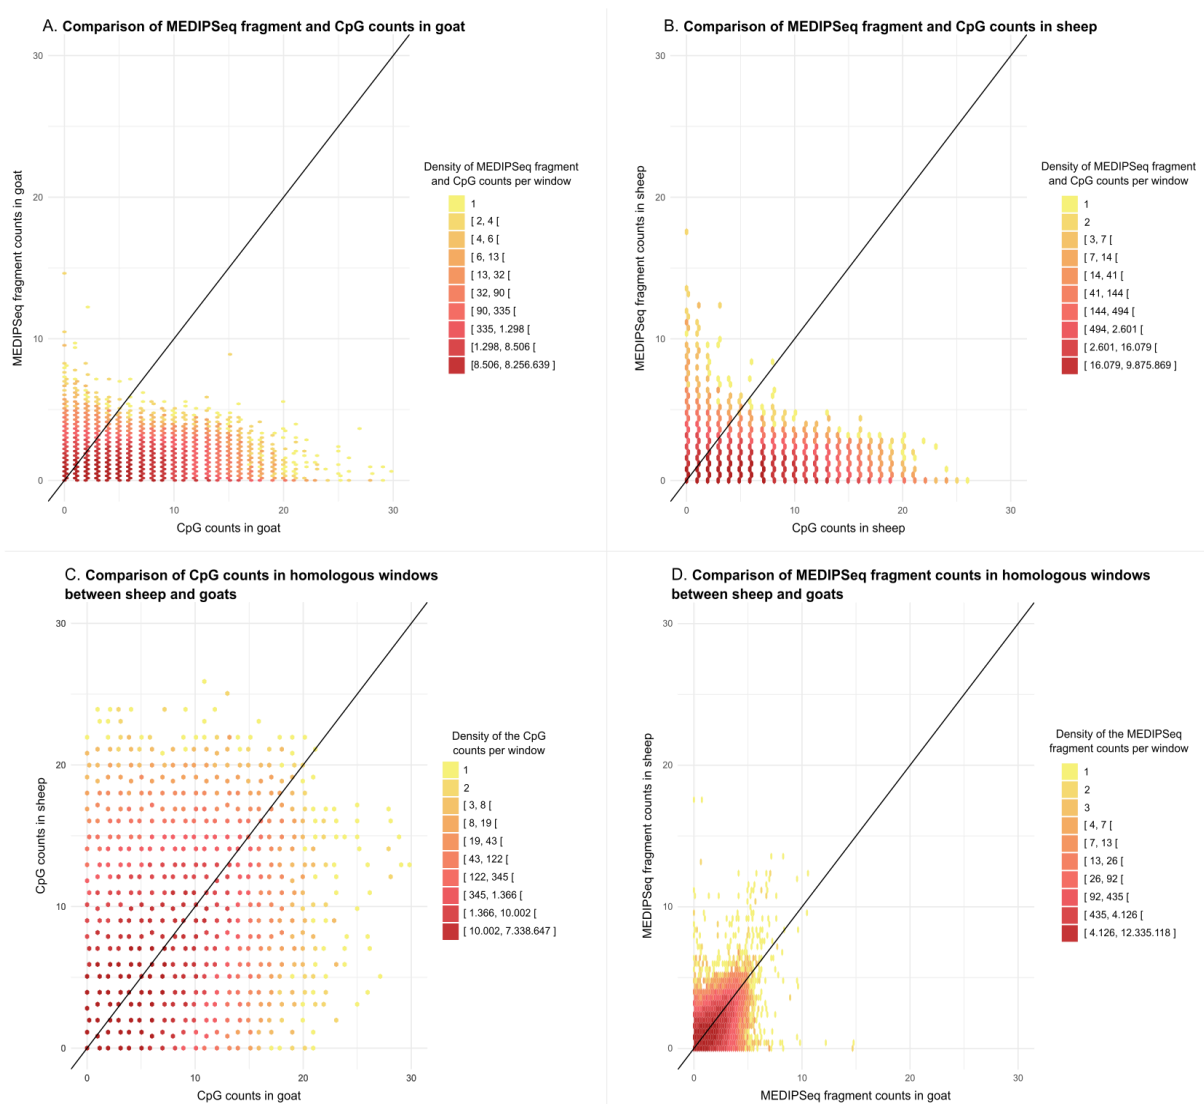 A. Comparison of MEDIPSeq fragment and CpG counts in goat
30
20
10
0
MEDIPSeq fragment counts in goat
0
10
20
30
CpG counts in goat
Density of MEDIPSeq fragment
and CpG counts per window
1
[ 2, 4 [
[ 4, 6 [
[ 6, 13 [
[ 13, 32 [
[ 32, 90 [
[ 90, 335 [
[ 335, 1.298 [
[1.298, 8.506 [
[8.506, 8.256.639 ]
B. Comparison of MEDIPSeq fragment and CpG counts in sheep
30
20
10
0
MEDIPSeq fragment counts in sheep
0
10
20
30
CpG counts in sheep
Density of MEDIPSeq fragment
and CpG counts per window
1
2
[ 3, 7 [
[ 7, 14 [
[ 14, 41 [
[ 41, 144 [
[ 144, 494 [
[ 494, 2.601 [
[ 2.601, 16.079 [
[ 16.079, 9.875.869 ]
C. Comparison of CpG counts in homologous windows
between sheep and goats
30
20
10
0
CpG counts in sheep
0
10
20
30
CpG counts in goat
Density of the CpG
counts per window
1
2
[ 3, 8 [
[ 8, 19 [
[ 19, 43 [
[ 43, 122 [
[ 122, 345 [
[ 345, 1.366 [
[ 1.366, 10.002 [
[ 10.002, 7.338.647 ]
D. Comparison of MEDIPSeq fragment counts in homologous windows
between sheep and goats
30
20
10
0
MEDIPSeq fragment counts in sheep
0
10
20
30
MEDIPSeq fragment counts in goat
Density of the MEDIPSeq
fragment counts per window
1
2
3
[ 4, 7 [
[ 7, 13 [
[ 13, 26 [
[ 26, 92 [
[ 92, 435 [
[ 435, 4.126 [
[ 4.126, 12.335.118 ]